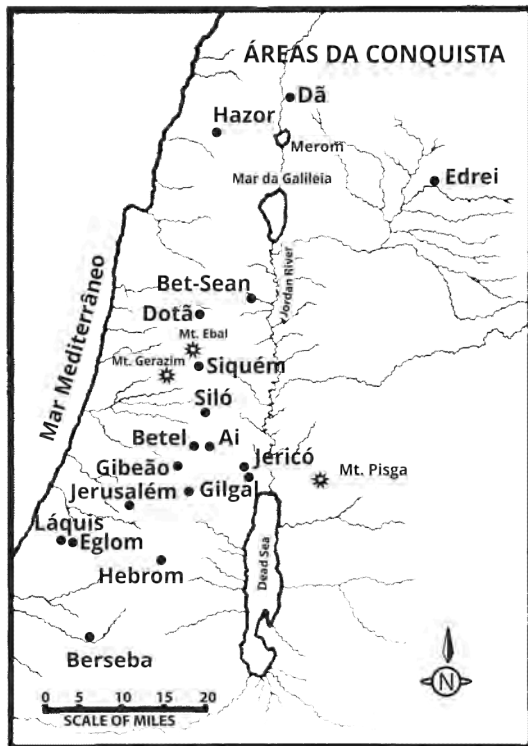 ÁREAS DA CONQUISTA
Dã
Hazor
Merom
Mar da Galileia
Edrei
Mar Mediterrâneo
Jordan River
Bet-Sean
Dotã
Mt. Ebal
Mt. Gerazim
Siquém
Siló
Betel
Ai
Gibeão
Jericó
Mt. Pisga
Jerusalém
Gilgal
Láquis
Eglom
Hebrom
Dead Sea
Berseba
N
0 5 10 15 20
SCALE OF MILES